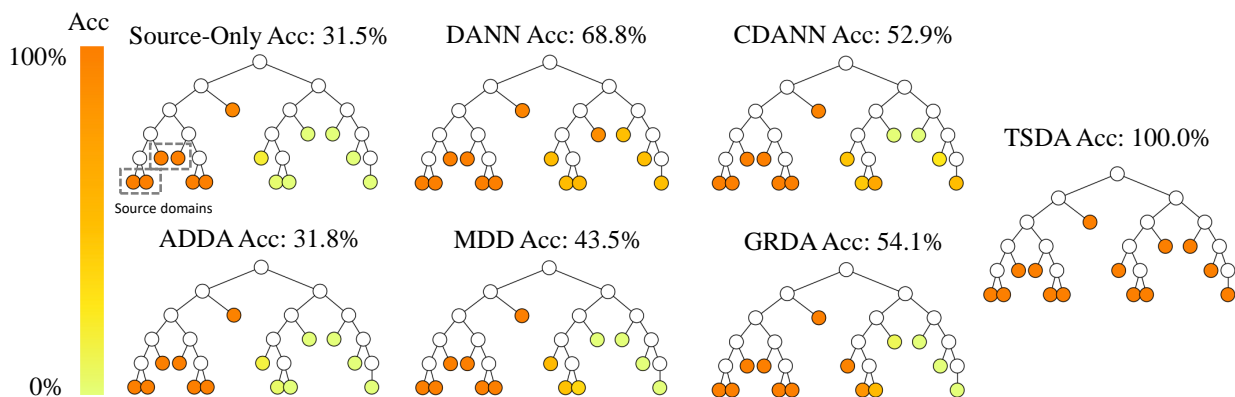 Acc
100%
0%
Source-Only Acc: 31.5%
DANN Acc: 68.8%
CDANN Acc: 52.9%
Source domains
TSDA Acc: 100.0%
ADDA Acc: 31.8%
MDD Acc: 43.5%
GRDA Acc: 54.1%